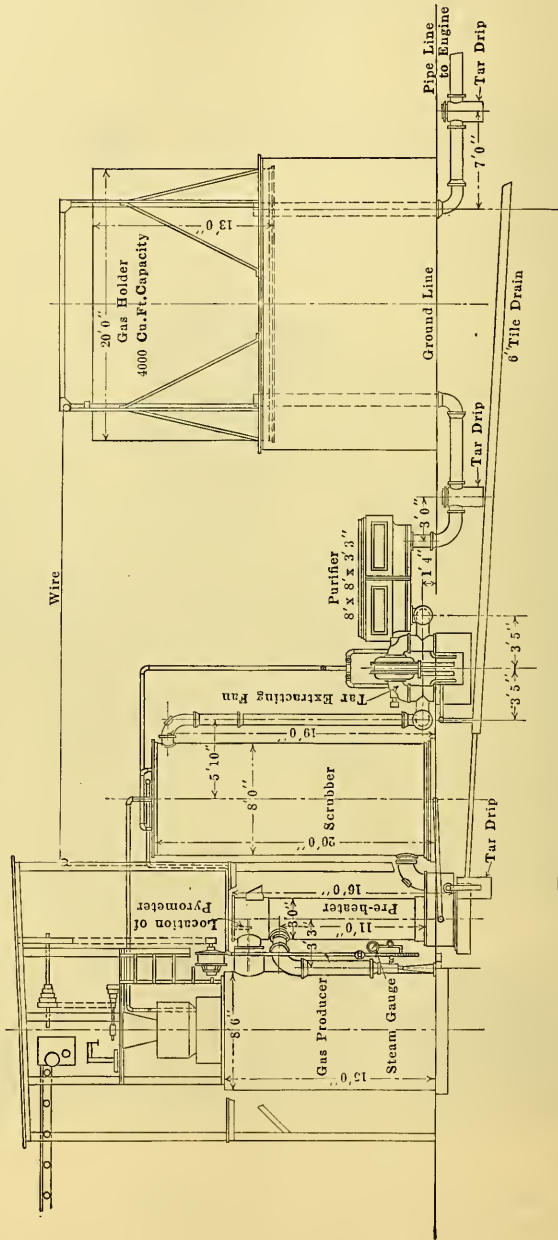 Wire
20'0"
Gas Holder
4000 Cu.Ft.Capacity
13'0"
Pipe Line
to Engine
Tar Drip
7'0"
Ground Line
6'Tile Drain
Tar Drip
3'0"
1'4"
Purifier
8'x 8'x 3'3"
Tar Extracting Fan
3'5"
3'5"
19'0"
5'10"
8'0"
Scrubber
20'0"
Tar Drip
Location of
Pyrometer
16'0"
3'0"
Pre-heater
11'0"
3'3"
8'6"
Gas Producer
Steam Gauge
15'0"